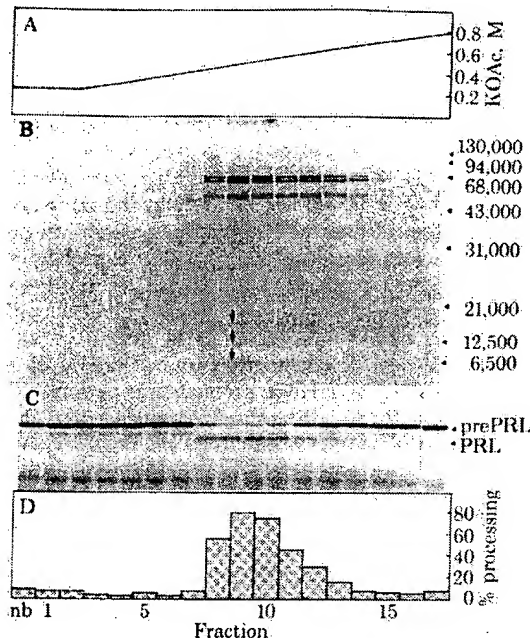 A
0.8
0.6
0.4
0.2
KOAc, M
B
130,000
94,000
68,000
43,000
31,000
21,000
12,500
6,500
C
prePRL
PRL
D
80
60
40
20
0
% processing
nb 1 5 10 15
Fraction